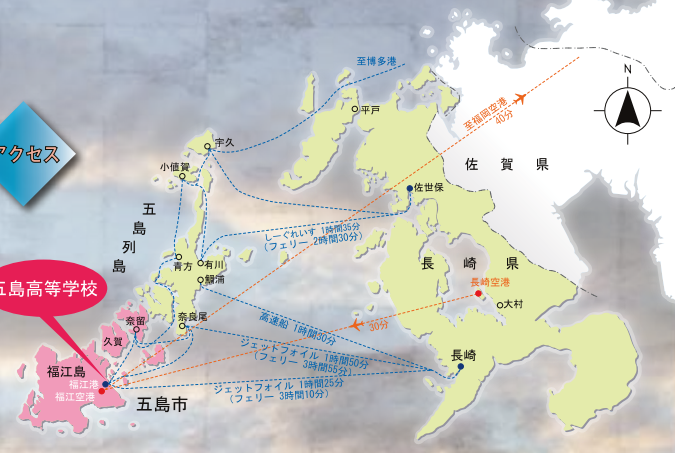 至博多港
N
平戸
至福岡空港
40分
アクセス
宇久
佐賀県
小値賀
佐世保
五島列島
しーぐれいす 1時間35分
(フェリー 2時間30分)
青方
有川
長崎県
鯛浦
長崎空港
五島高等学校
大村
奈留
奈良尾
高速船 1時間30分
30分
久賀
ジェットフォイル 1時間50分
(フェリー 3時間55分)
長崎
福江島
福江港
福江空港
ジェットフォイル 1時間25分
(フェリー 3時間10分)
五島市